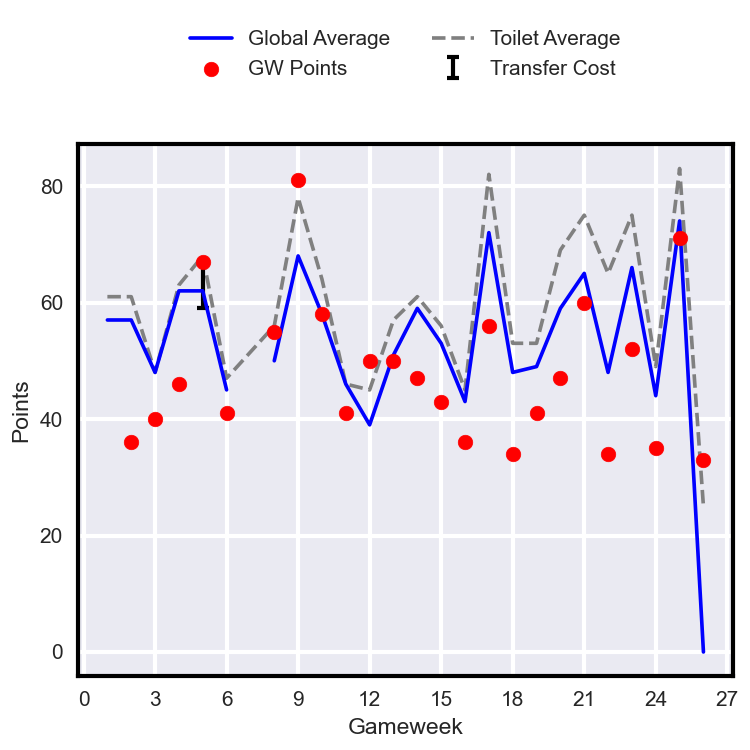 Global Average Toilet Average
GW Points Transfer Cost
80
60
40
20
0
Points
0 3 6 9 12 15 18 21 24 27
Gameweek